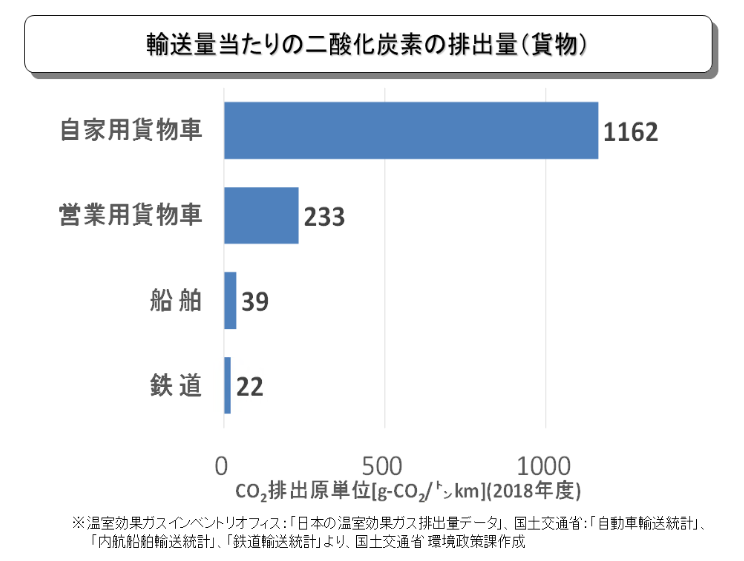 輸送量当たりの二酸化炭素の排出量（貨物）
自家用貨物車 1162
営業用貨物車 233
船舶 39
鉄道 22
0 500 1000
CO2排出原単位[g-CO2/㌧km](2018年度)
※温室効果ガスインベントリオフィス：「日本の温室効果ガス排出量データ」、国土交通省：「自動車輸送統計」、
「内航船舶輸送統計」、「鉄道輸送統計」より、国土交通省 環境政策課作成